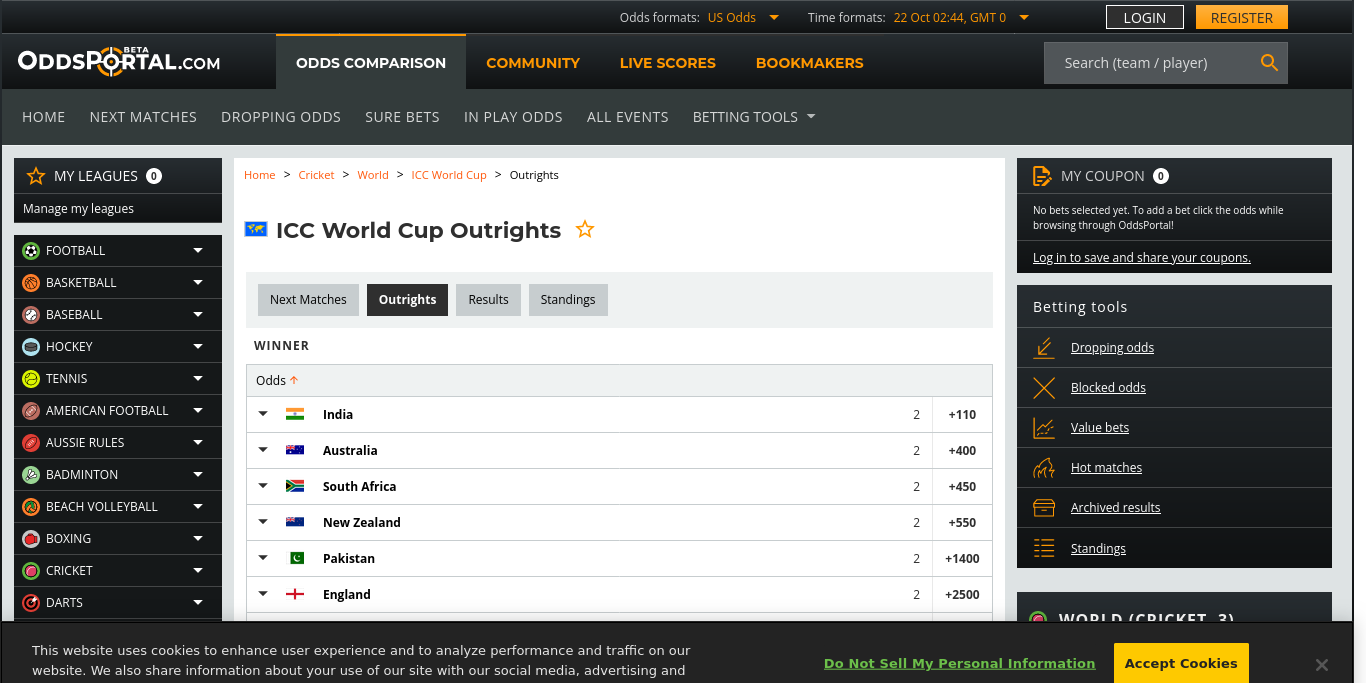 Odds formats: US Odds
Time formats: 22 Oct 02:44, GMT 0
LOGIN
REGISTER
ODDSPORTAL.COM
BETA
ODDS COMPARISON
COMMUNITY
LIVE SCORES
BOOKMAKERS
Search (team / player)
HOME
NEXT MATCHES
DROPPING ODDS
SURE BETS
IN PLAY ODDS
ALL EVENTS
BETTING TOOLS
MY LEAGUES 0
Manage my leagues
FOOTBALL
BASKETBALL
BASEBALL
HOCKEY
TENNIS
AMERICAN FOOTBALL
AUSSIE RULES
BADMINTON
BEACH VOLLEYBALL
BOXING
CRICKET
DARTS
Home > Cricket > World > ICC World Cup > Outrights
ICC World Cup Outrights
Next Matches
Outrights
Results
Standings
WINNER
Odds
India 2 +110
Australia 2 +400
South Africa 2 +450
New Zealand 2 +550
Pakistan 2 +1400
England 2 +2500
MY COUPON 0
No bets selected yet. To add a bet click the odds while
browsing through OddsPortal!
Log in to save and share your coupons.
Betting tools
Dropping odds
Blocked odds
Value bets
Hot matches
Archived results
Standings
WORLD (CRICKET, 3)
This website uses cookies to enhance user experience and to analyze performance and traffic on our
website. We also share information about your use of our site with our social media, advertising and
Do Not Sell My Personal Information
Accept Cookies